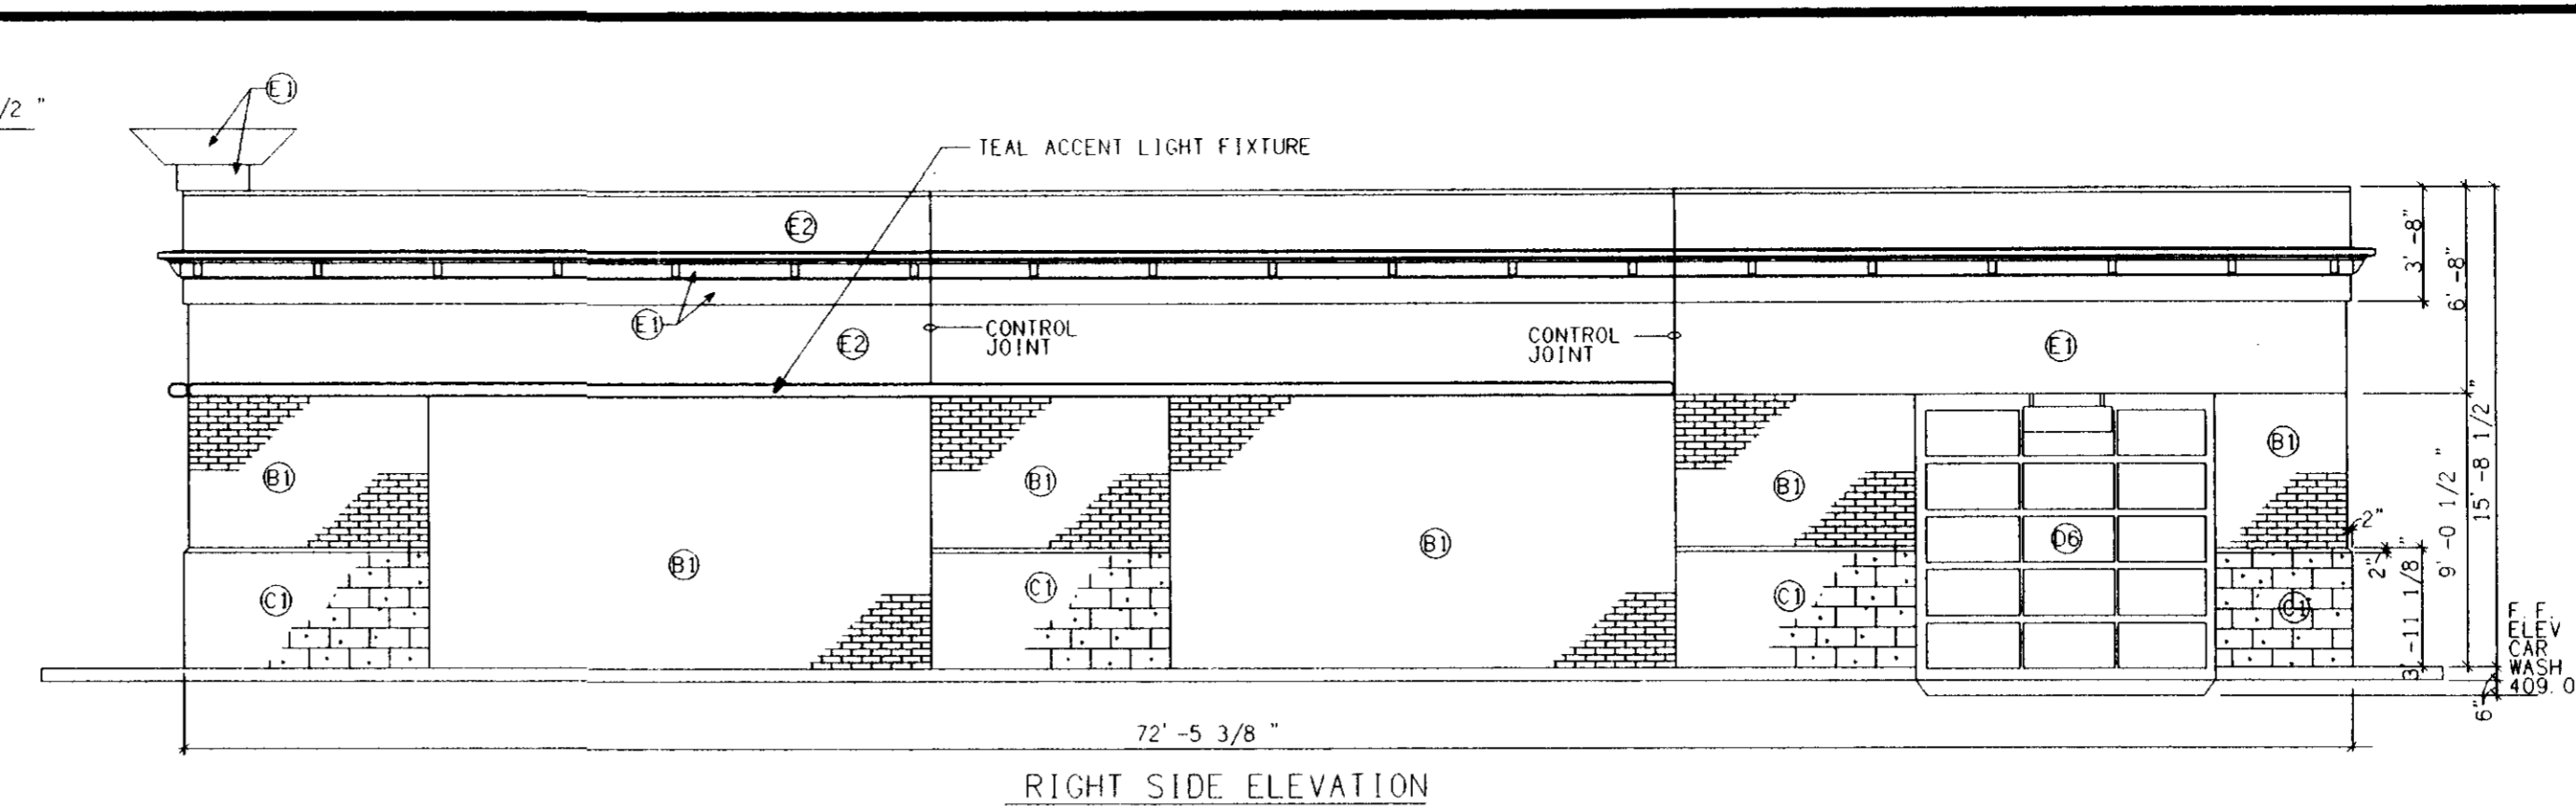 /2 "
E1
TEAL ACCENT LIGHT FIXTURE
E2
3' -8"
6' -8"
E1
CONTROL
JOINT
CONTROL
JOINT
E2
E1
15' -8 1/2"
9' -0 1/2 "
B1
B1
B1
B1
B1
B1
D6
2"
2"
3' -11 1/8 "
C1
C1
C1
C1
F.F.
ELEV
CAR
WASH
409.0
6"
72' -5 3/8 "
RIGHT SIDE ELEVATION